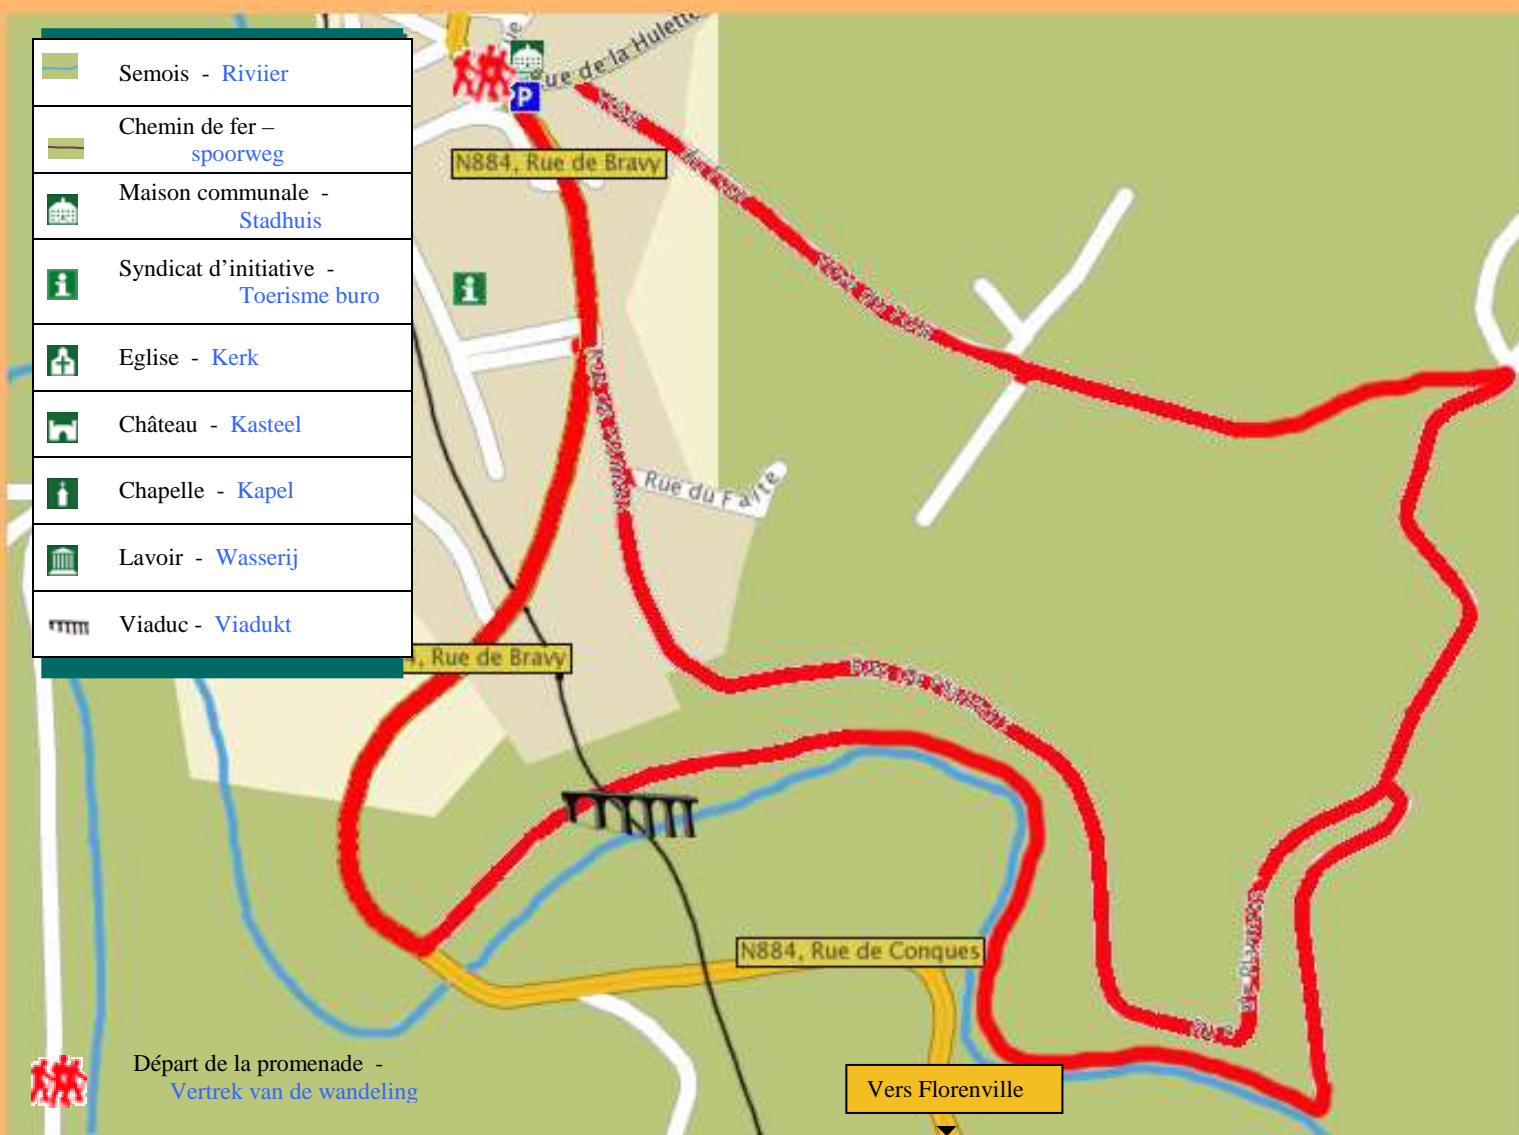 Semois - Riviier
Chemin de fer –
spoorweg
Maison communale -
Stadhuis
Syndicat d’initiative -
Toerisme buro
Eglise - Kerk
Château - Kasteel
Chapelle - Kapel
Lavoir - Wasserij
Viaduc - Viadukt
Rue de la Hulette
P
N884, Rue de Bravy
Rue du Faîte
, Rue de Bravy
N884, Rue de Conques
Vers Florenville
Départ de la promenade -
Vertrek van de wandeling